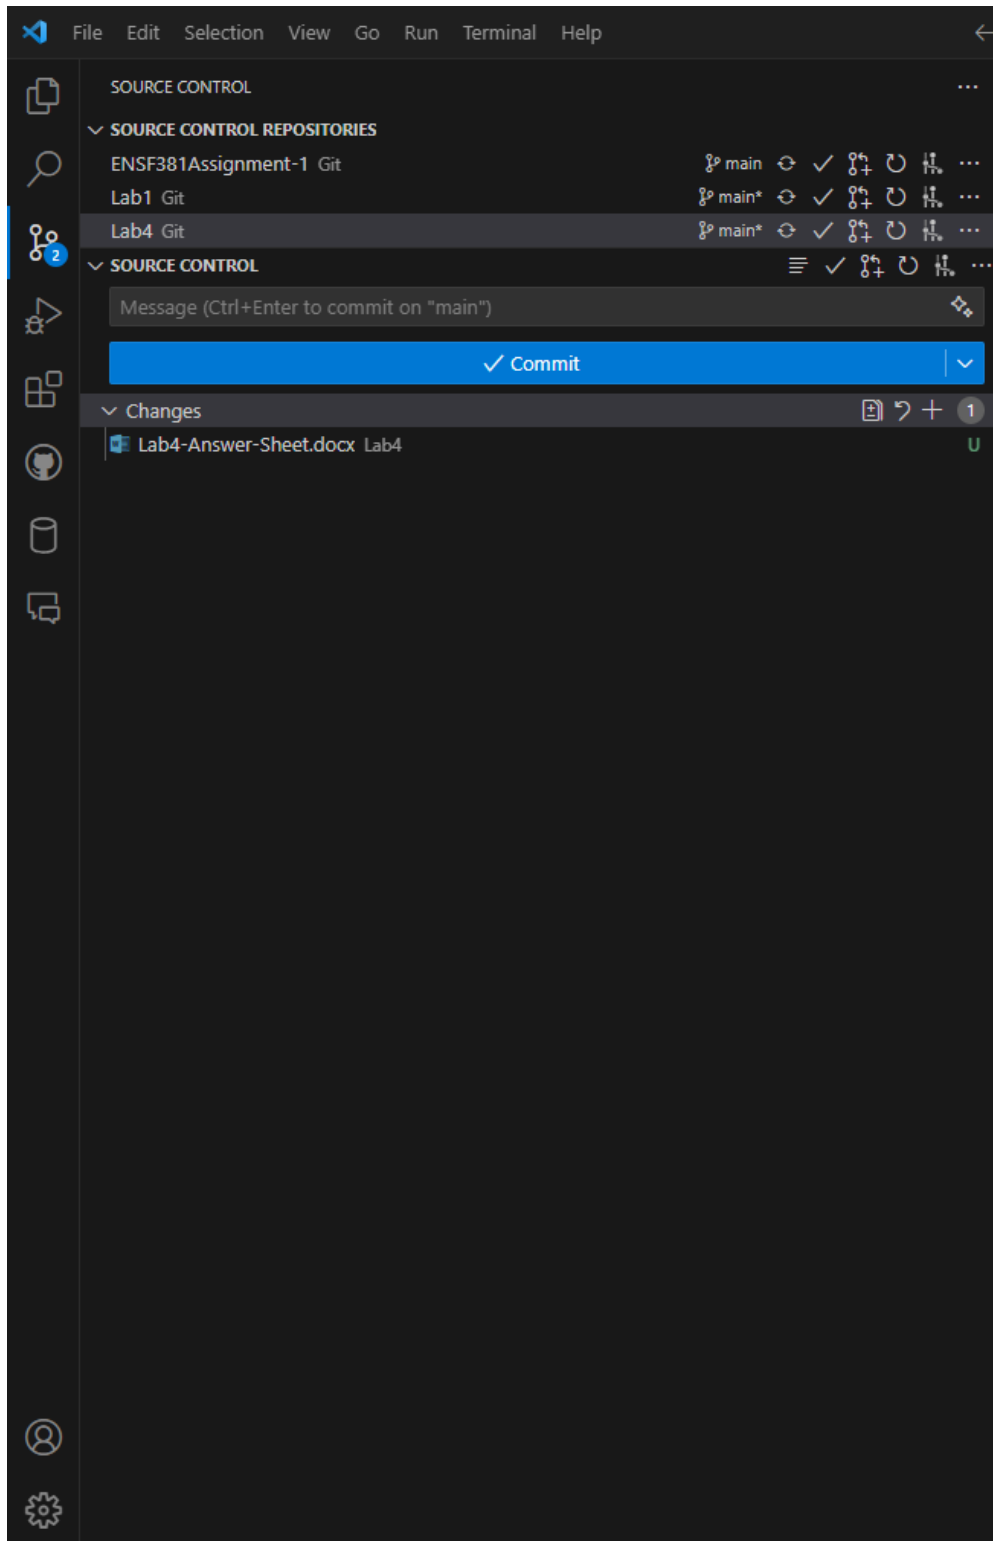 File Edit Selection View Go Run Terminal Help
SOURCE CONTROL
SOURCE CONTROL REPOSITORIES
ENSF381Assignment-1 Git main
Lab1 Git main*
Lab4 Git main*
2
SOURCE CONTROL
Message (Ctrl+Enter to commit on "main")
Commit
Changes 1
Lab4-Answer-Sheet.docx Lab4 U